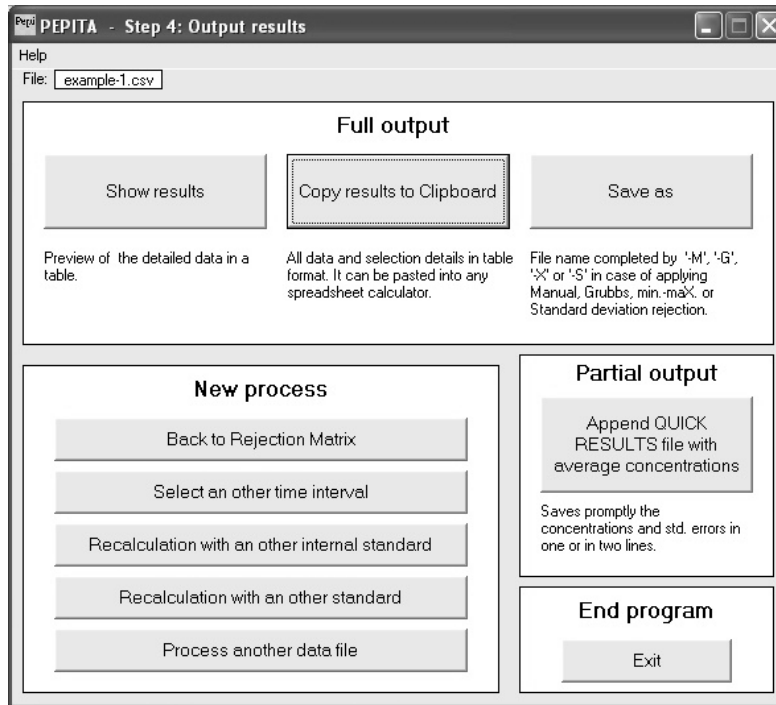 Pepi PEPITA - Step 4: Output results
Help
File: example-1.csv
Full output
Show results
Copy results to Clipboard
Save as
Preview of the detailed data in a
table.
All data and selection details in table
format. It can be pasted into any
spreadsheet calculator.
File name completed by '-M', '-G',
'-X' or '-S' in case of applying
Manual, Grubbs, min.-maX. or
Standard deviation rejection.
New process
Back to Rejection Matrix
Select an other time interval
Recalculation with an other internal standard
Recalculation with an other standard
Process another data file
Partial output
Append QUICK
RESULTS file with
average concentrations
Saves promptly the
concentrations and std. errors in
one or in two lines.
End program
Exit